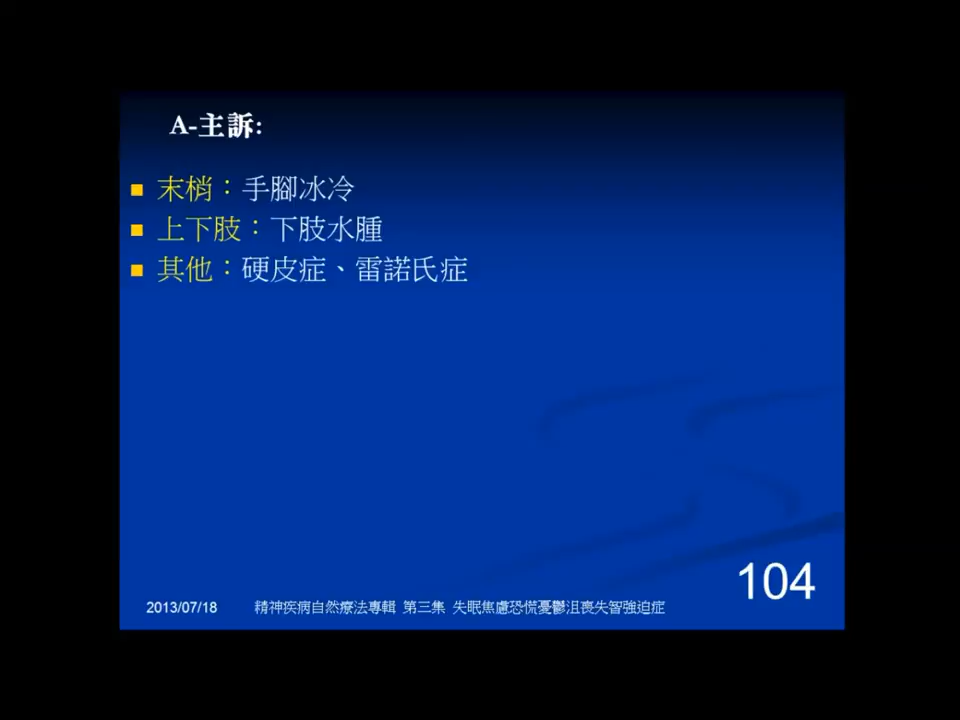 A-主訴:
末梢：手腳冰冷
上下肢：下肢水腫
其他：硬皮症、雷諾氏症
104
2013/07/18 精神疾病自然療法專輯 第三集 失眠焦慮恐慌憂鬱沮喪失智強迫症